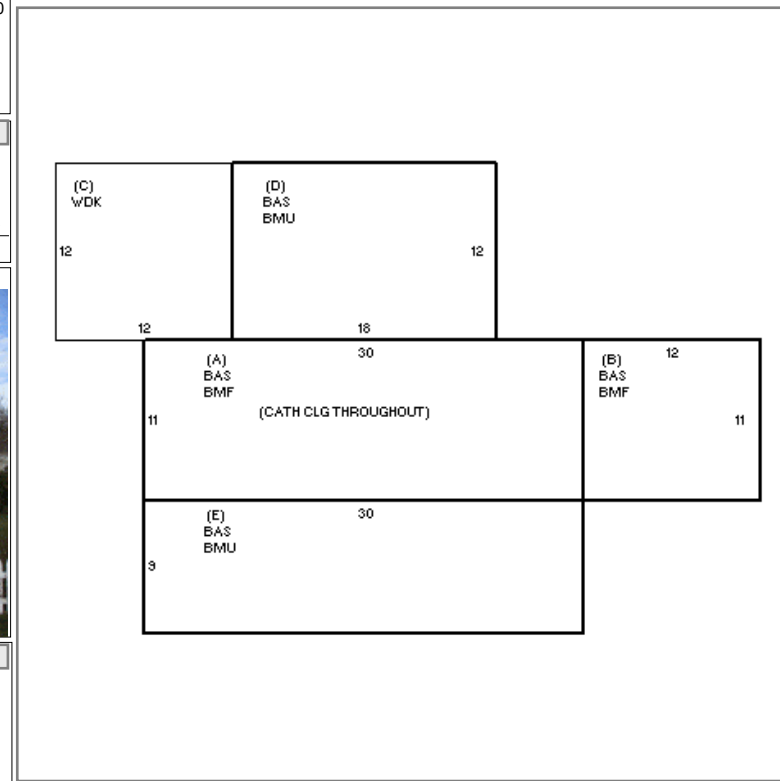 (C)
WDK
12
12
(D)
BAS
BMU
12
18
(A)
BAS
BMF
30
11
(CATH CLG THROUGHOUT)
(B)
BAS
BMF
12
11
(E)
BAS
BMU
30
9